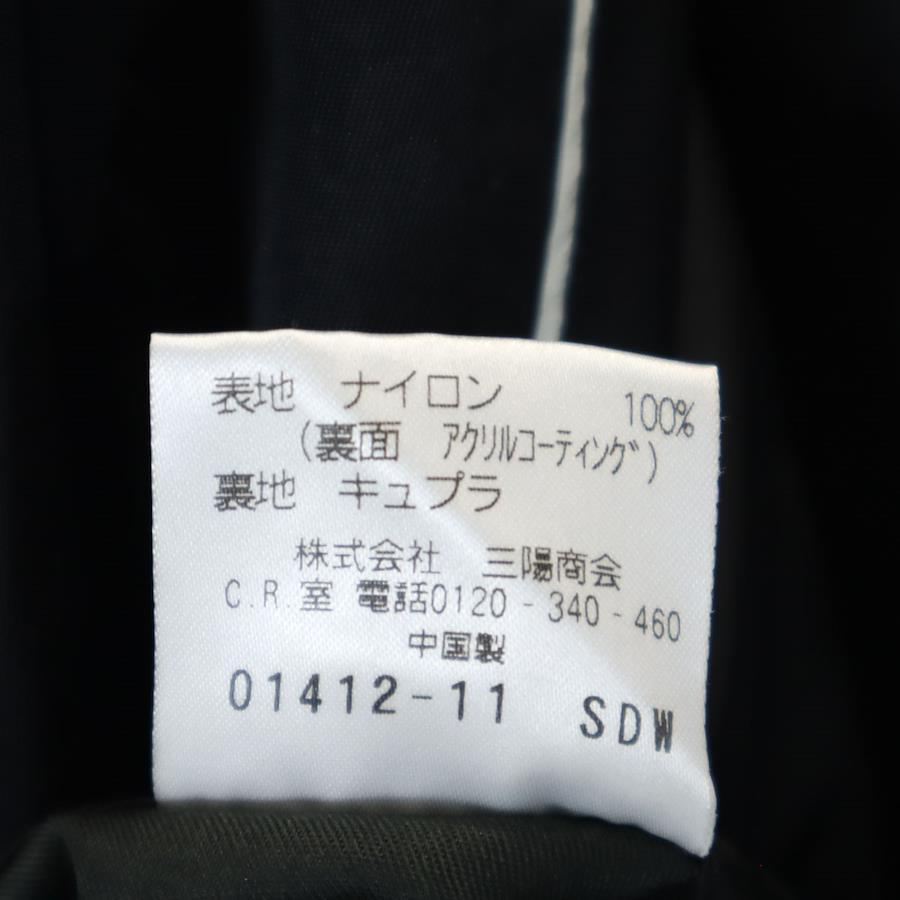 表地 ナイロン 100%
(裏面 アクリルコーティング)
裏地 キュプラ
株式会社 三陽商会
C.R.室 電話0120-340-460
中国製
01412-11 SDW